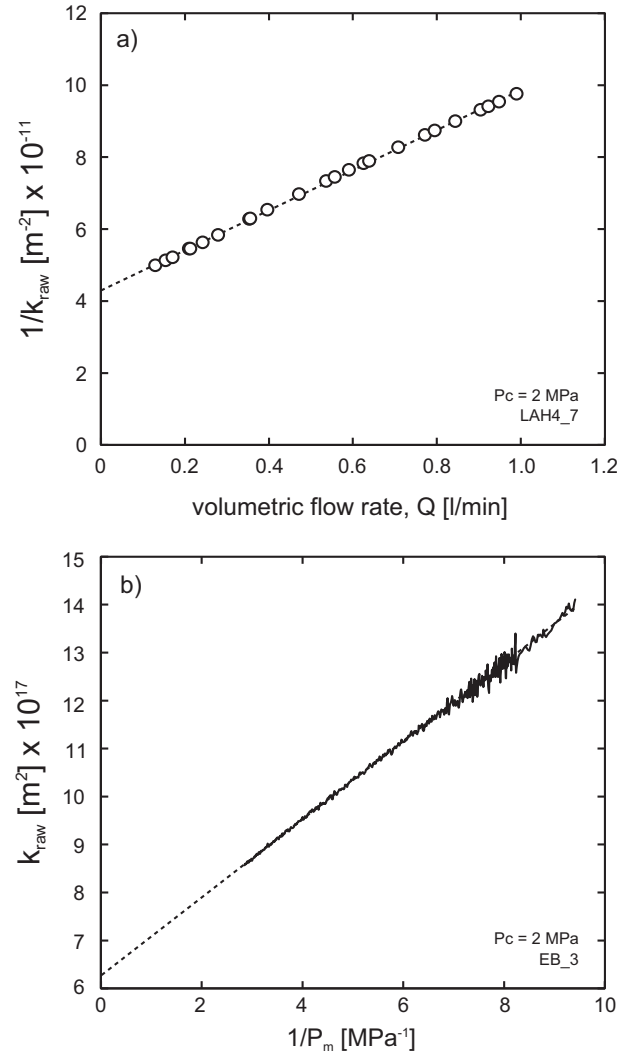 a)
12
10
8
6
4
2
0
1/k_raw [m⁻²] x 10⁻¹¹
Pc = 2 MPa
LAH4_7
0 0.2 0.4 0.6 0.8 1.0 1.2
volumetric flow rate, Q [l/min]
b)
15
14
13
12
11
10
9
8
7
6
k_raw [m²] x 10¹⁷
Pc = 2 MPa
EB_3
0 2 4 6 8 10
1/P_m [MPa⁻¹]